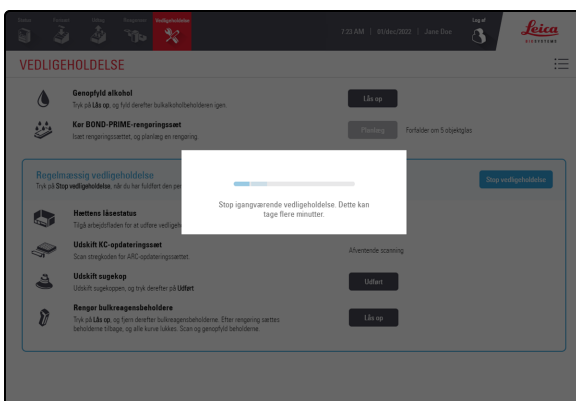 Status
Protokol
Tilføj
Reagenser
Vedligeholdelse
7:33 AM | 01/dec/2022 | Jane Doe
Log af
Leica
BIOSYSTEMS
VEDLIGEHOLDELSE
Genopfyld alkohol
Tryk på Lås op, og fyld derefter bulkalkoholbeholderen igen.
Lås op
Kør BOND-PRIME-rengøringssæt
Isæt rengøringssættet, og planlæg en rengøring.
Planlæg
Forfalder om 5 objektglas
Regelmæssig vedligeholdelse
Tryk på Stop vedligeholdelse, når du har fuldført den per
Stop vedligeholdelse
Stop igangværende vedligeholdelse. Dette kan
tage flere minutter.
Hættens låsestatus
Tilgå arbejdsfladen for at udføre vedligeh
Udskift KC-opdateringssæt
Scan stregkoden for ARC-opdateringssættet.
Afventende scanning
Udskift sugekop
Udskift sugekoppen, og tryk derefter på Udført
Udført
Rengør bulkreagensbeholdere
Tryk på Lås op, og fjern derefter bulkreagensbeholderne. Efter rengøring sættes
beholderne tilbage, og alle kurve lukkes. Scan og genopfyld beholderne.
Lås op